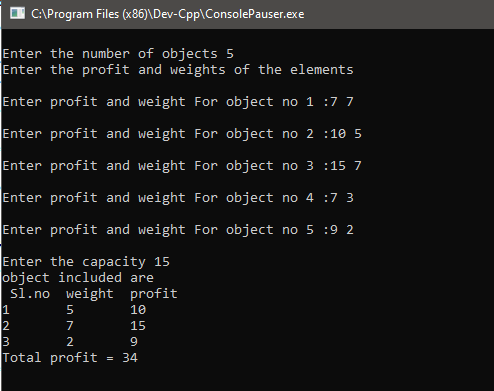 C:\Program Files (x86)\Dev-Cpp\ConsolePauser.exe
Enter the number of objects 5
Enter the profit and weights of the elements
Enter profit and weight For object no 1 :7 7
Enter profit and weight For object no 2 :10 5
Enter profit and weight For object no 3 :15 7
Enter profit and weight For object no 4 :7 3
Enter profit and weight For object no 5 :9 2
Enter the capacity 15
object included are
Sl.no weight profit
1 5 10
2 7 15
3 2 9
Total profit = 34